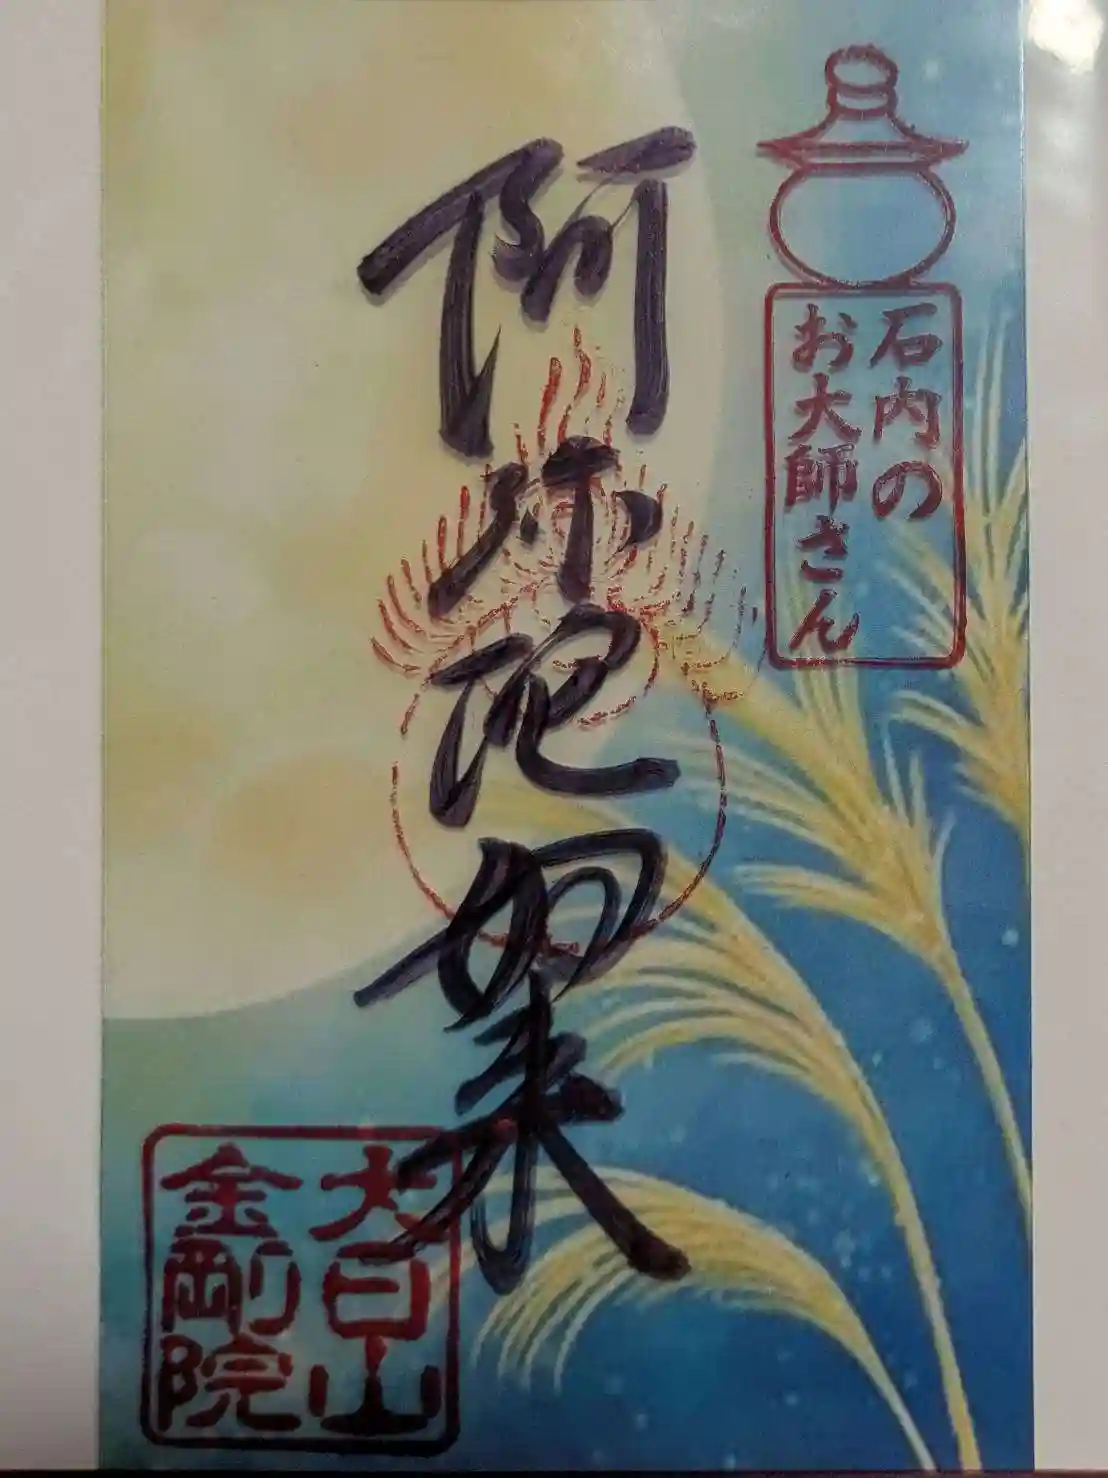 石内の
お大師さん
阿弥陀如来
大日山
金剛院